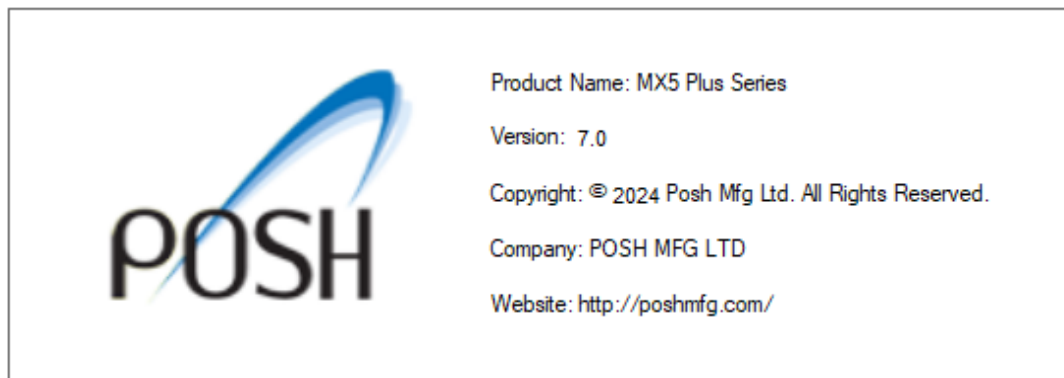 POSH
Product Name: MX5 Plus Series
Version: 7.0
Copyright: © 2024 Posh Mfg Ltd. All Rights Reserved.
Company: POSH MFG LTD
Website: http://poshmfg.com/